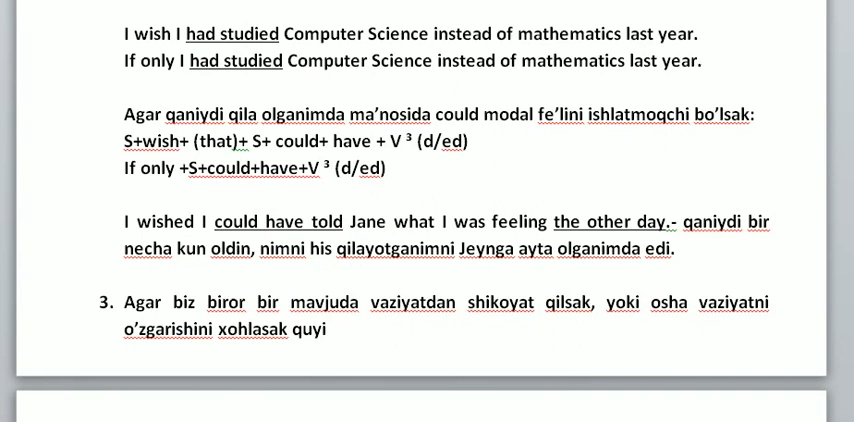 I wish I had studied Computer Science instead of mathematics last year.
If only I had studied Computer Science instead of mathematics last year.
Agar qaniydi qila olganimda ma’nosida could modal fe’lini ishlatmoqchi bo’lsak:
S+wish+ (that)+ S+ could+ have + V ³ (d/ed)
If only +S+could+have+V ³ (d/ed)
I wished I could have told Jane what I was feeling the other day.- qaniydi bir
necha kun oldin, nimni his qilayotganimni Jeynga ayta olganimda edi.
3. Agar biz biror bir mavjuda vaziyatdan shikoyat qilsak, yoki osha vaziyatni
o’zgarishini xohlasak quyi